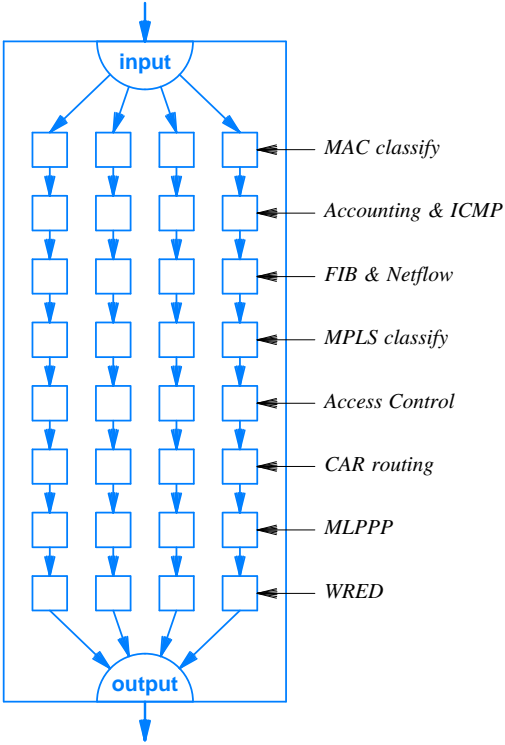 input
MAC classify
Accounting & ICMP
FIB & Netflow
MPLS classify
Access Control
CAR routing
MLPPP
WRED
output